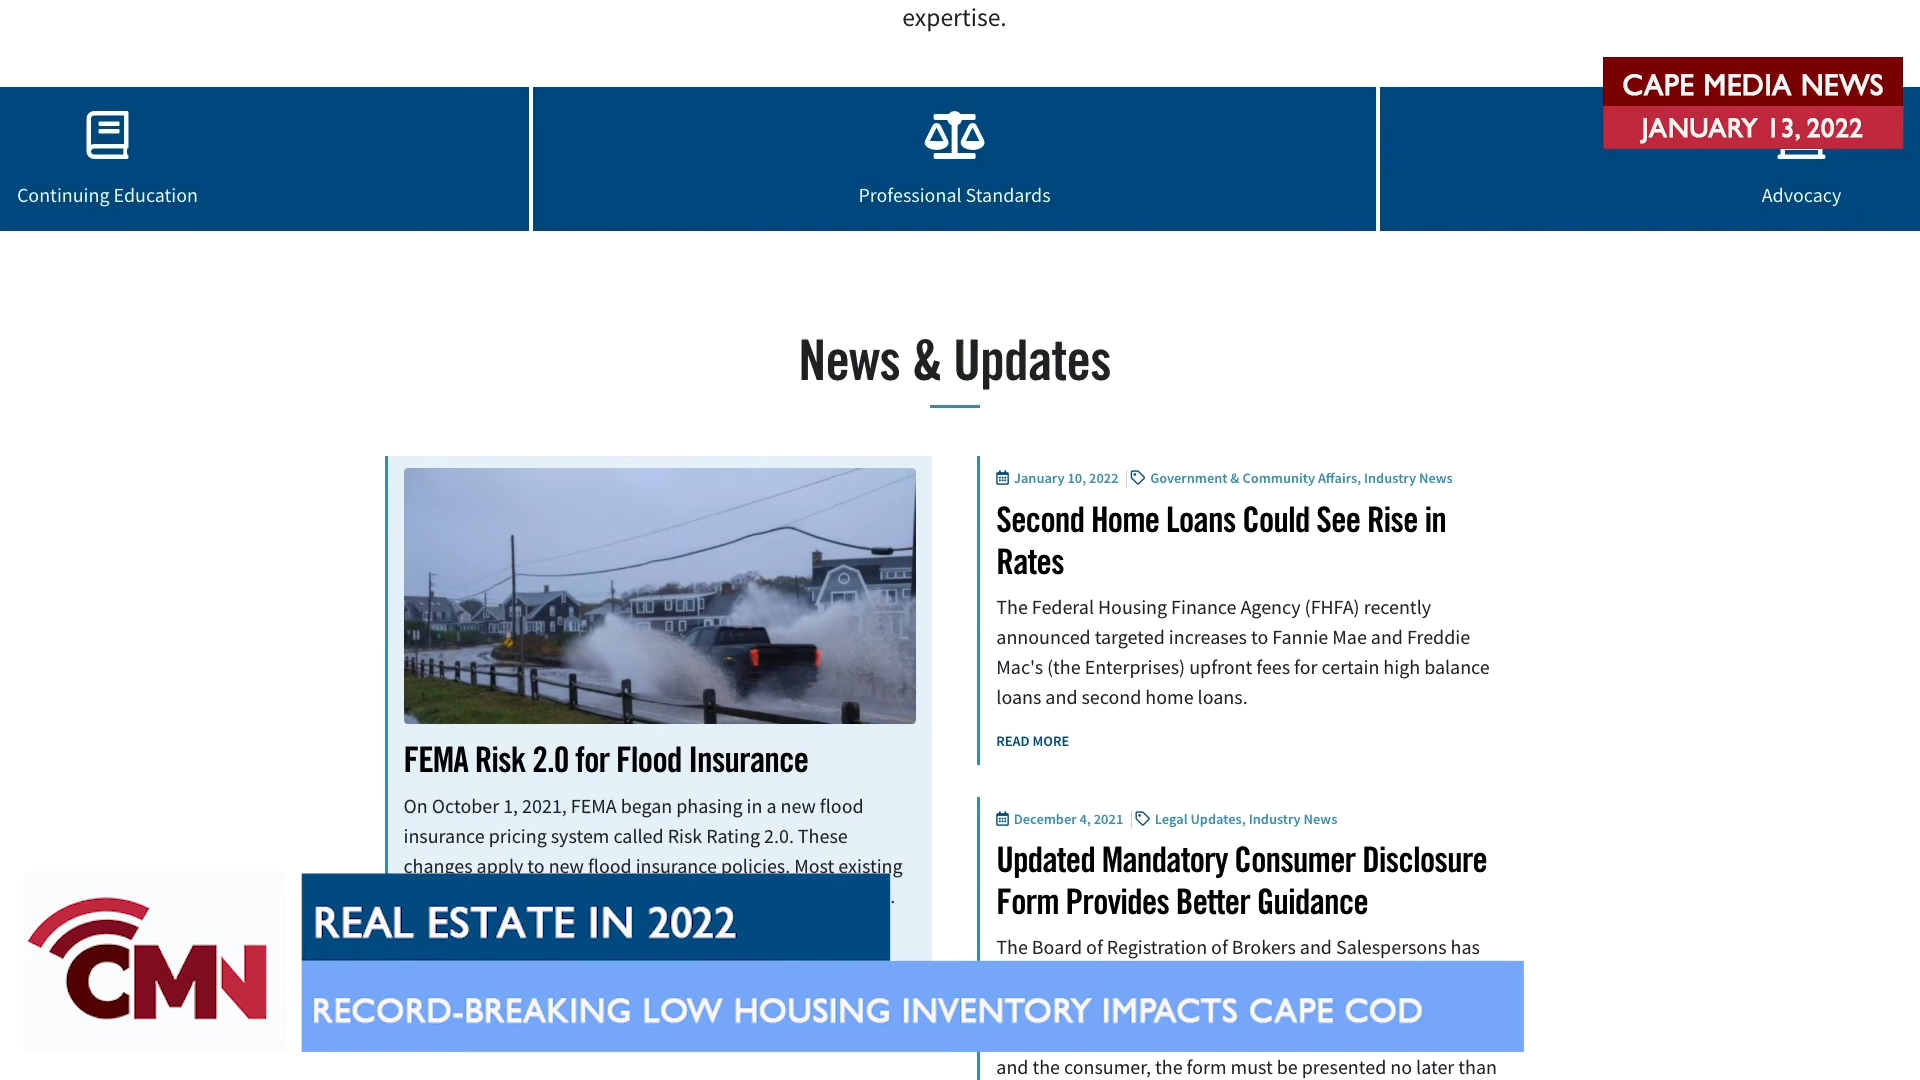 expertise.
CAPE MEDIA NEWS
JANUARY 13, 2022
Continuing Education
Professional Standards
Advocacy
News & Updates
FEMA Risk 2.0 for Flood Insurance
On October 1, 2021, FEMA began phasing in a new flood
insurance pricing system called Risk Rating 2.0. These
changes apply to new flood insurance policies. Most existing
January 10, 2022
Government & Community Affairs, Industry News
Second Home Loans Could See Rise in
Rates
The Federal Housing Finance Agency (FHFA) recently
announced targeted increases to Fannie Mae and Freddie
Mac's (the Enterprises) upfront fees for certain high balance
loans and second home loans.
READ MORE
December 4, 2021
Legal Updates, Industry News
Updated Mandatory Consumer Disclosure
Form Provides Better Guidance
The Board of Registration of Brokers and Salespersons has
and the consumer, the form must be presented no later than
CMN
REAL ESTATE IN 2022
RECORD-BREAKING LOW HOUSING INVENTORY IMPACTS CAPE COD